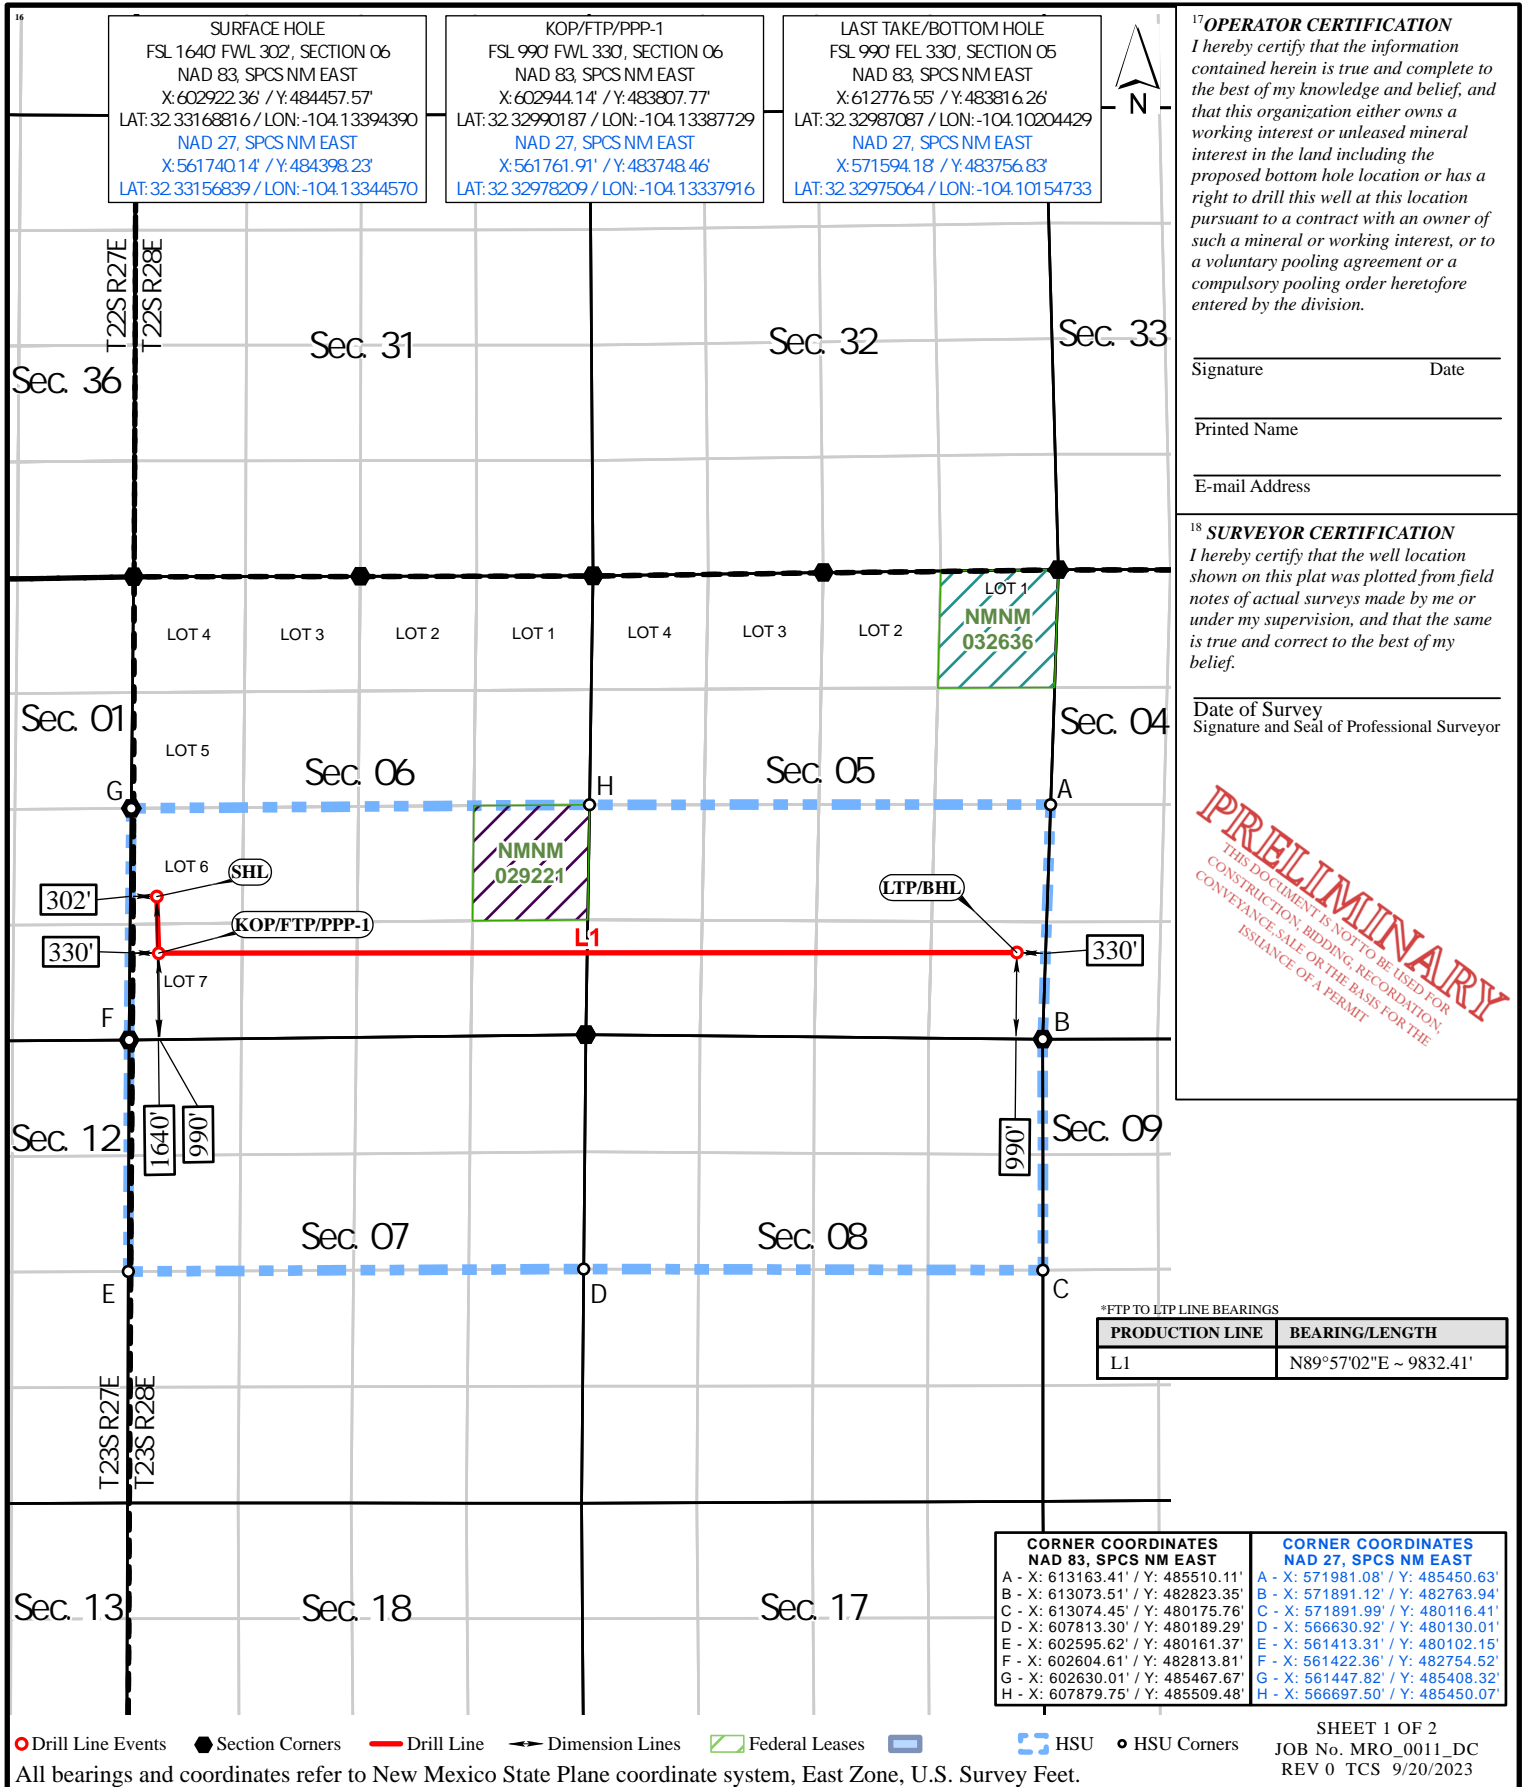 16
SURFACE HOLE
FSL 1640' FWL 302', SECTION 06
NAD 83, SPCS NM EAST
X:602922.36' / Y:484457.57'
LAT:32.33168816 / LON:-104.13394390
NAD 27, SPCS NM EAST
X:561740.14' / Y:484398.23'
LAT:32.33156839 / LON:-104.13344570
KOP/FTP/PPP-1
FSL 990' FWL 330', SECTION 06
NAD 83, SPCS NM EAST
X:602944.14' / Y:483807.77'
LAT:32.32990187 / LON:-104.13387729
NAD 27, SPCS NM EAST
X:561761.91' / Y:483748.46'
LAT:32.32978209 / LON:-104.13337916
LAST TAKE/BOTTOM HOLE
FSL 990' FEL 330', SECTION 05
NAD 83, SPCS NM EAST
X:612776.55' / Y:483816.26'
LAT:32.32987087 / LON:-104.10204429
NAD 27, SPCS NM EAST
X:571594.18' / Y:483756.83'
LAT:32.32975064 / LON:-104.10154733
N
T22S R27E
T22S R28E
Sec. 31
Sec. 32
Sec. 33
Sec. 36
LOT 4
LOT 3
LOT 2
LOT 1
LOT 4
LOT 3
LOT 2
LOT 1
NMNM
032636
Sec. 01
LOT 5
Sec. 06
Sec. 05
Sec. 04
G
H
A
LOT 6
NMNM
029221
SHL
302'
LTP/BHL
KOP/FTP/PPP-1
L1
330'
330'
LOT 7
F
B
1640'
990'
990'
Sec. 12
Sec. 09
Sec. 07
Sec. 08
E
D
C
T23S R27E
T23S R28E
Sec. 13
Sec. 18
Sec. 17
17 OPERATOR CERTIFICATION
I hereby certify that the information
contained herein is true and complete to
the best of my knowledge and belief, and
that this organization either owns a
working interest or unleased mineral
interest in the land including the
proposed bottom hole location or has a
right to drill this well at this location
pursuant to a contract with an owner of
such a mineral or working interest, or to
a voluntary pooling agreement or a
compulsory pooling order heretofore
entered by the division.
Signature Date
Printed Name
E-mail Address
18 SURVEYOR CERTIFICATION
I hereby certify that the well location
shown on this plat was plotted from field
notes of actual surveys made by me or
under my supervision, and that the same
is true and correct to the best of my
belief.
Date of Survey
Signature and Seal of Professional Surveyor
PRELIMINARY
THIS DOCUMENT IS NOT TO BE USED FOR
CONSTRUCTION, BIDDING, RECORDATION,
CONVEYANCE, SALE OR THE BASIS FOR THE
ISSUANCE OF A PERMIT
*FTP TO LTP LINE BEARINGS
PRODUCTION LINE BEARING/LENGTH
L1 N89°57'02"E ~ 9832.41'
CORNER COORDINATES
NAD 83, SPCS NM EAST
A - X: 613163.41' / Y: 485510.11'
B - X: 613073.51' / Y: 482823.35'
C - X: 613074.45' / Y: 480175.76'
D - X: 607813.30' / Y: 480189.29'
E - X: 602595.62' / Y: 480161.37'
F - X: 602604.61' / Y: 482813.81'
G - X: 602630.01' / Y: 485467.67'
H - X: 607879.75' / Y: 485509.48'
CORNER COORDINATES
NAD 27, SPCS NM EAST
A - X: 571981.08' / Y: 485450.63'
B - X: 571891.12' / Y: 482763.94'
C - X: 571891.99' / Y: 480116.41'
D - X: 566630.92' / Y: 480130.01'
E - X: 561413.31' / Y: 480102.15'
F - X: 561422.36' / Y: 482754.52'
G - X: 561447.82' / Y: 485408.32'
H - X: 566697.50' / Y: 485450.07'
Drill Line Events Section Corners Drill Line Dimension Lines Federal Leases HSU HSU Corners
All bearings and coordinates refer to New Mexico State Plane coordinate system, East Zone, U.S. Survey Feet.
SHEET 1 OF 2
JOB No. MRO_0011_DC
REV 0 TCS 9/20/2023